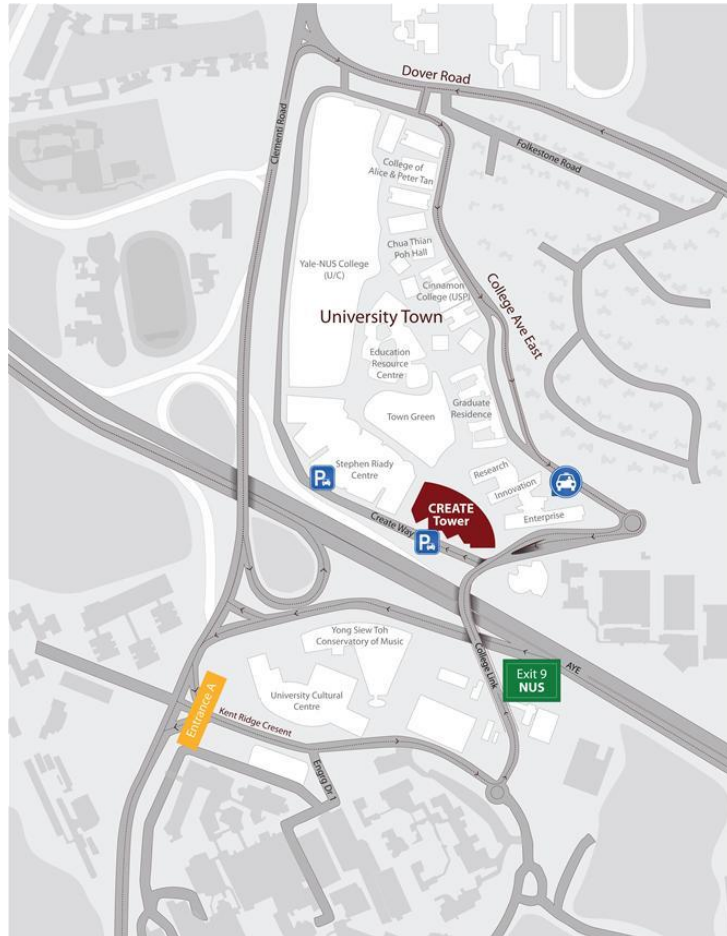 Dover Road
Clementi Road
Folkestone Road
College of
Alice & Peter Tan
Chua Thian
Poh Hall
Yale-NUS College
(U/C)
Cinnamon
College (USP)
College Ave East
University Town
Education
Resource
Centre
Graduate
Residence
Town Green
Stephen Riady
Centre
Research
Innovation
Enterprise
P
CREATE
Tower
P
Create Way
Yong Siew Toh
Conservatory of Music
College Link
AYE
Exit 9
NUS
University Cultural
Centre
Entrance A
Kent Ridge Cresent
Engrg Dr 1